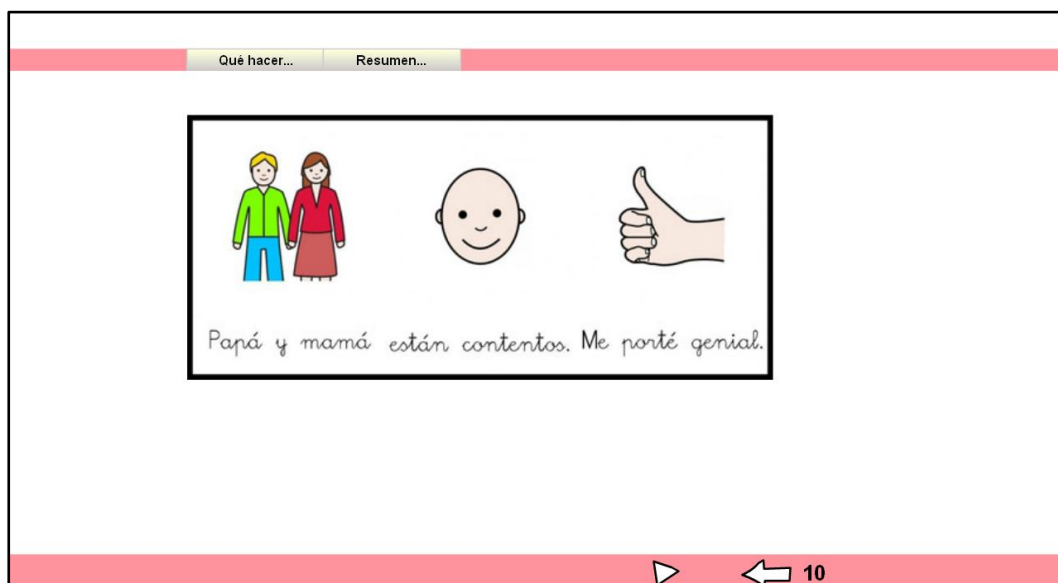 Qué hacer... Resumen...
Papá y mamá están contentos. Me porté genial.
10